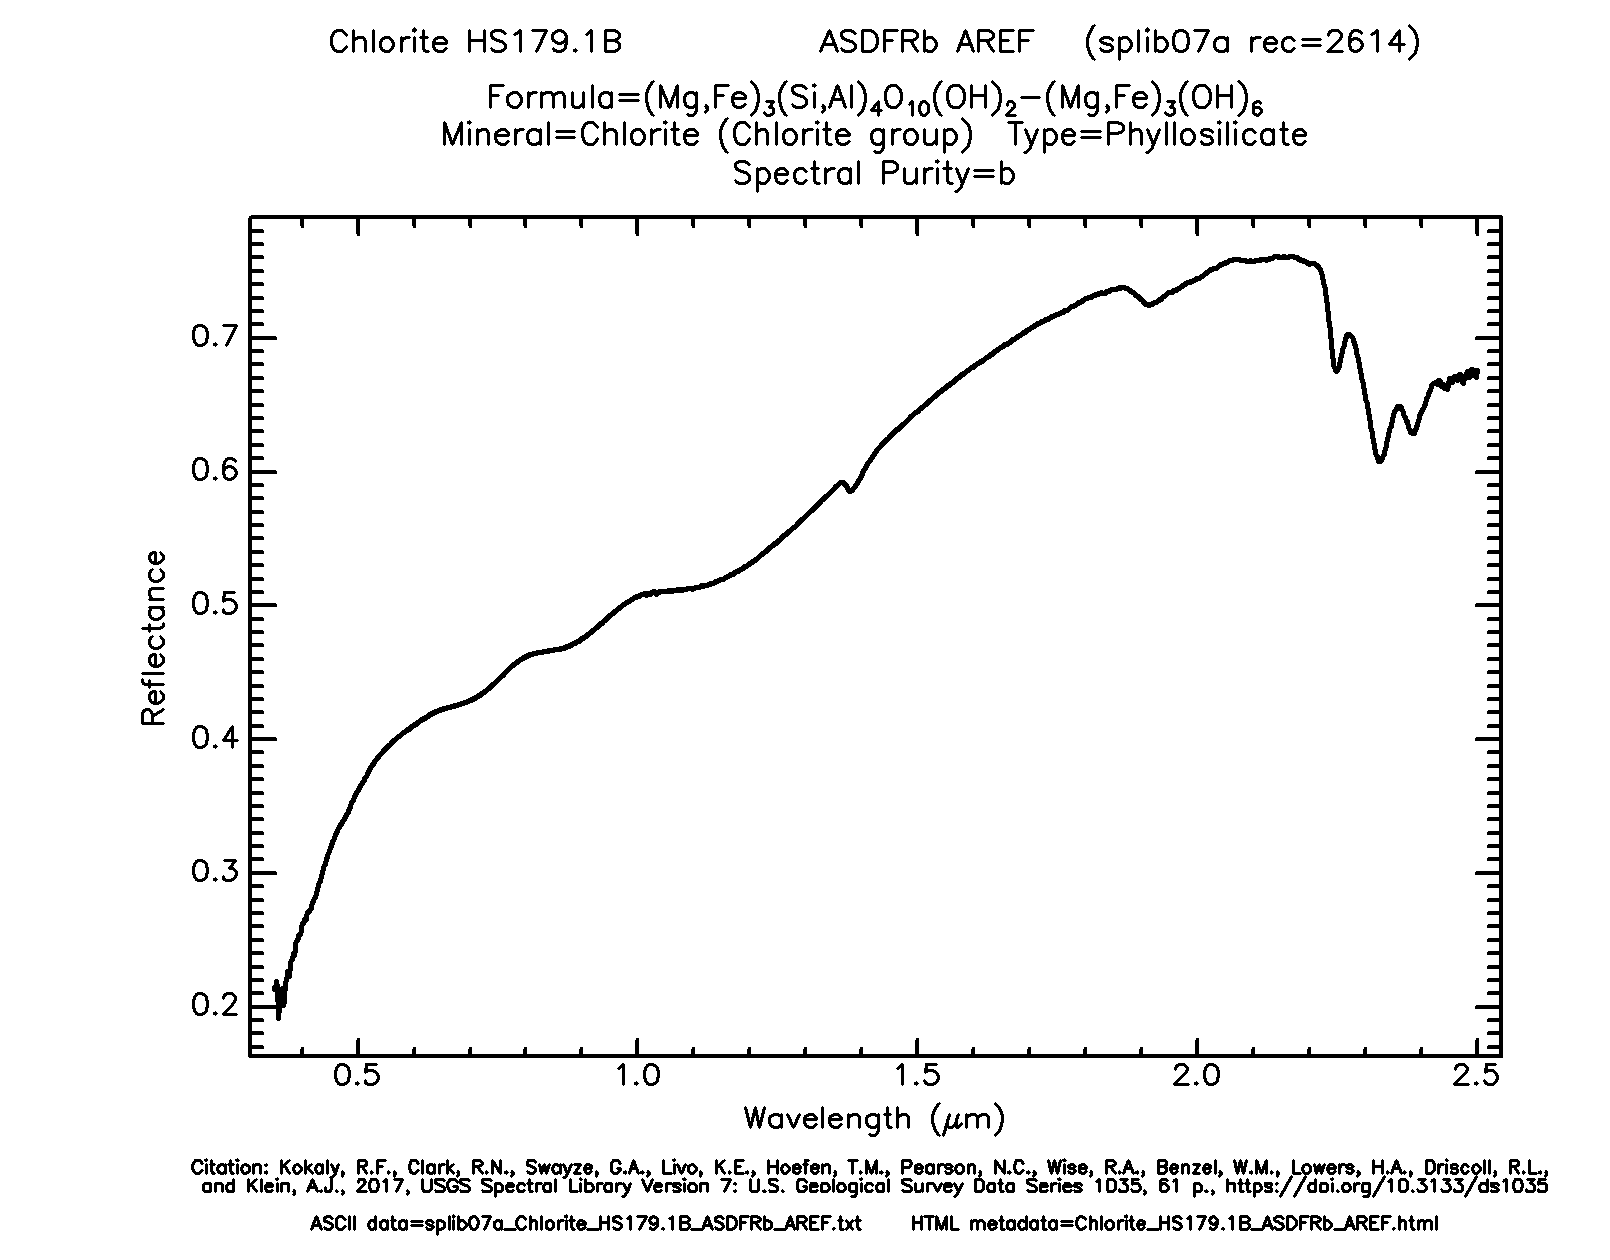 Chlorite HS179.1B ASDFRb AREF (splib07a rec=2614)
Formula=(Mg,Fe)₃(Si,Al)₄O₁₀(OH)₂−(Mg,Fe)₃(OH)₆
Mineral=Chlorite (Chlorite group) Type=Phyllosilicate
Spectral Purity=b
0.7
0.6
0.5
0.4
0.3
0.2
Reflectance
0.5 1.0 1.5 2.0 2.5
Wavelength (μm)
Citation: Kokaly, R.F., Clark, R.N., Swayze, G.A., Livo, K.E., Hoefen, T.M., Pearson, N.C., Wise, R.A., Benzel, W.M., Lowers, H.A., Driscoll, R.L.,
and Klein, A.J., 2017, USGS Spectral Library Version 7: U.S. Geological Survey Data Series 1035, 61 p., https://doi.org/10.3133/ds1035
ASCII data=splib07a_Chlorite_HS179.1B_ASDFRb_AREF.txt HTML metadata=Chlorite_HS179.1B_ASDFRb_AREF.html